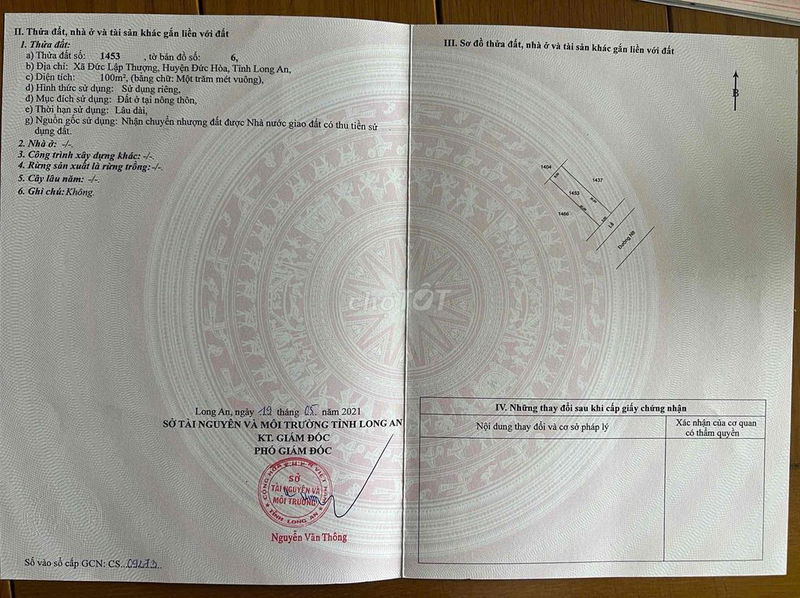 II. Thửa đất, nhà ở và tài sản khác gắn liền với đất
1. Thửa đất:
a) Thửa đất số: 1453 , tờ bản đồ số: 6,
b) Địa chỉ: Xã Đức Lập Thượng, Huyện Đức Hòa, Tỉnh Long An,
c) Diện tích: 100m², (bằng chữ: Một trăm mét vuông),
d) Hình thức sử dụng: Sử dụng riêng,
đ) Mục đích sử dụng: Đất ở tại nông thôn,
e) Thời hạn sử dụng: Lâu dài,
g) Nguồn gốc sử dụng: Nhận chuyển nhượng đất được Nhà nước giao đất có thu tiền sử
dụng đất.
2. Nhà ở: -/-.
3. Công trình xây dựng khác: -/-.
4. Rừng sản xuất là rừng trồng:-/-.
5. Cây lâu năm: -/-.
6. Ghi chú:Không.
Long An, ngày 19 tháng 05 năm 2021
SỞ TÀI NGUYÊN VÀ MÔI TRƯỜNG TỈNH LONG AN
KT. GIÁM ĐỐC
PHÓ GIÁM ĐỐC
CỘNG HÒA X.H.C.N VIỆT NAM
SỞ
TÀI NGUYÊN VÀ
MÔI TRƯỜNG
TỈNH LONG AN
Nguyễn Văn Thông
Số vào sổ cấp GCN: CS.
III. Sơ đồ thửa đất, nhà ở và tài sản khác gắn liền với đất
B
1404
1437
1453
1466
Lộ
Đường
chợTỐT
IV. Những thay đổi sau khi cấp giấy chứng nhận
Nội dung thay đổi và cơ sở pháp lý
Xác nhận của cơ quan
có thẩm quyền